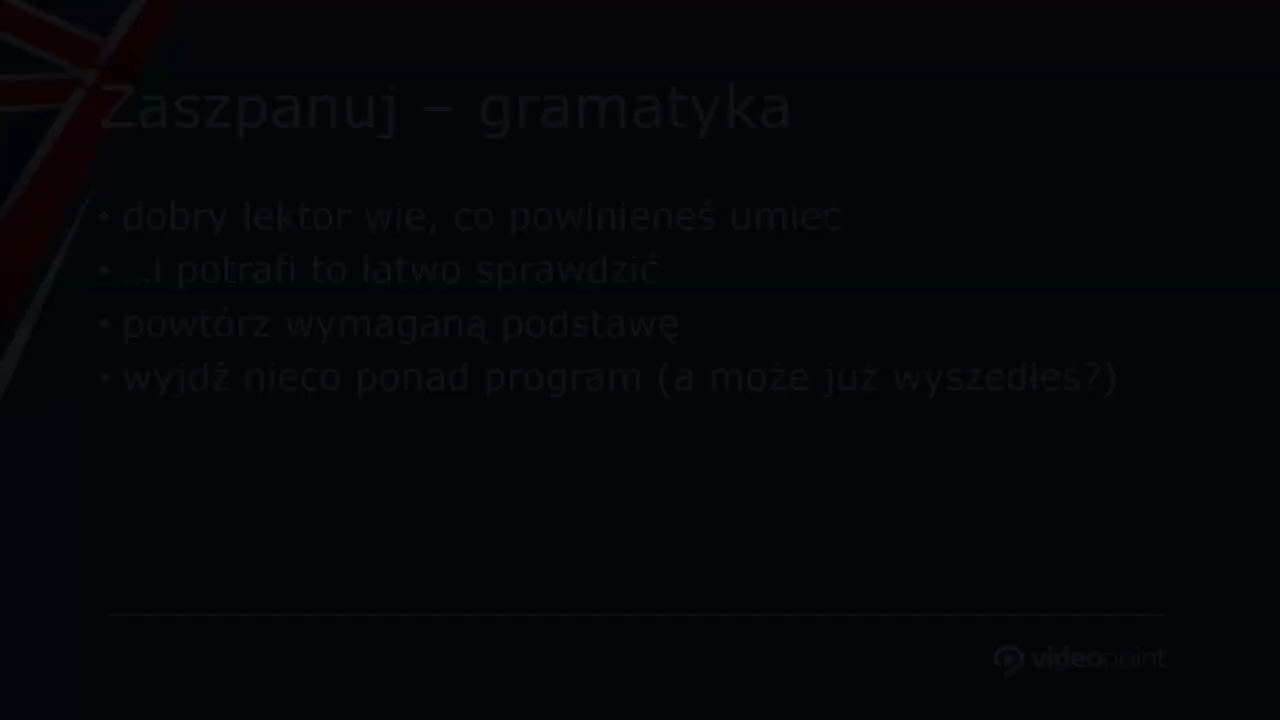 Zaszpanuj – gramatyka
• dobry lektor wie, co powinieneś umieć
• …i potrafi to łatwo sprawdzić
• powtórz wymaganą podstawę
• wyjdź nieco ponad program (a może już wyszedłeś?)
videopoint